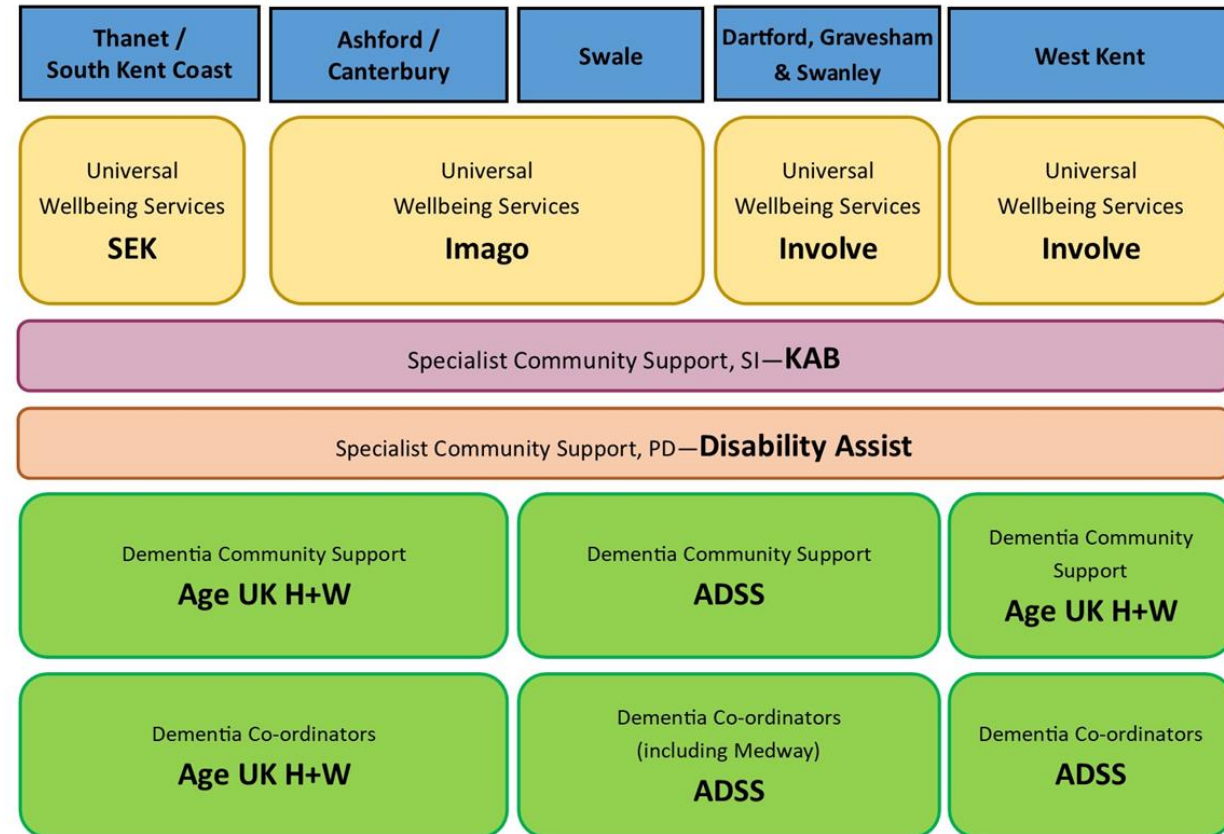 Thanet /
South Kent Coast
Ashford /
Canterbury
Swale
Dartford, Gravesham
& Swanley
West Kent
Universal
Wellbeing Services
SEK
Universal
Wellbeing Services
Imago
Universal
Wellbeing Services
Involve
Universal
Wellbeing Services
Involve
Specialist Community Support, SI—KAB
Specialist Community Support, PD—Disability Assist
Dementia Community Support
Age UK H+W
Dementia Community Support
ADSS
Dementia Community
Support
Age UK H+W
Dementia Co-ordinators
Age UK H+W
Dementia Co-ordinators
(including Medway)
ADSS
Dementia Co-ordinators
ADSS